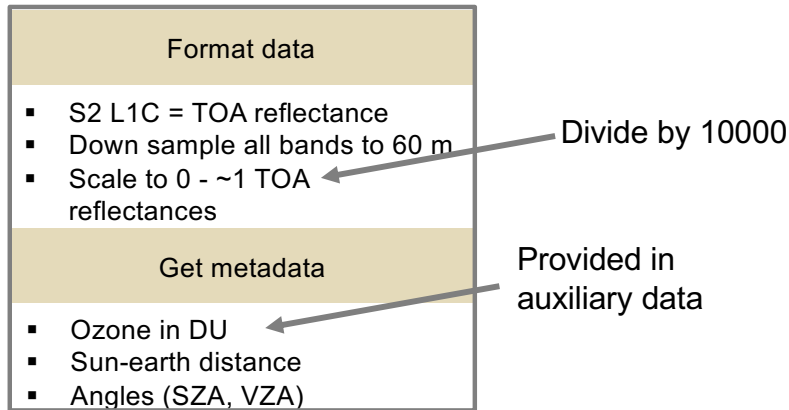 Format data
▪ S2 L1C = TOA reflectance
▪ Down sample all bands to 60 m
▪ Scale to 0 - ~1 TOA
reflectances
Divide by 10000
Get metadata
▪ Ozone in DU
▪ Sun-earth distance
▪ Angles (SZA, VZA)
Provided in
auxiliary data